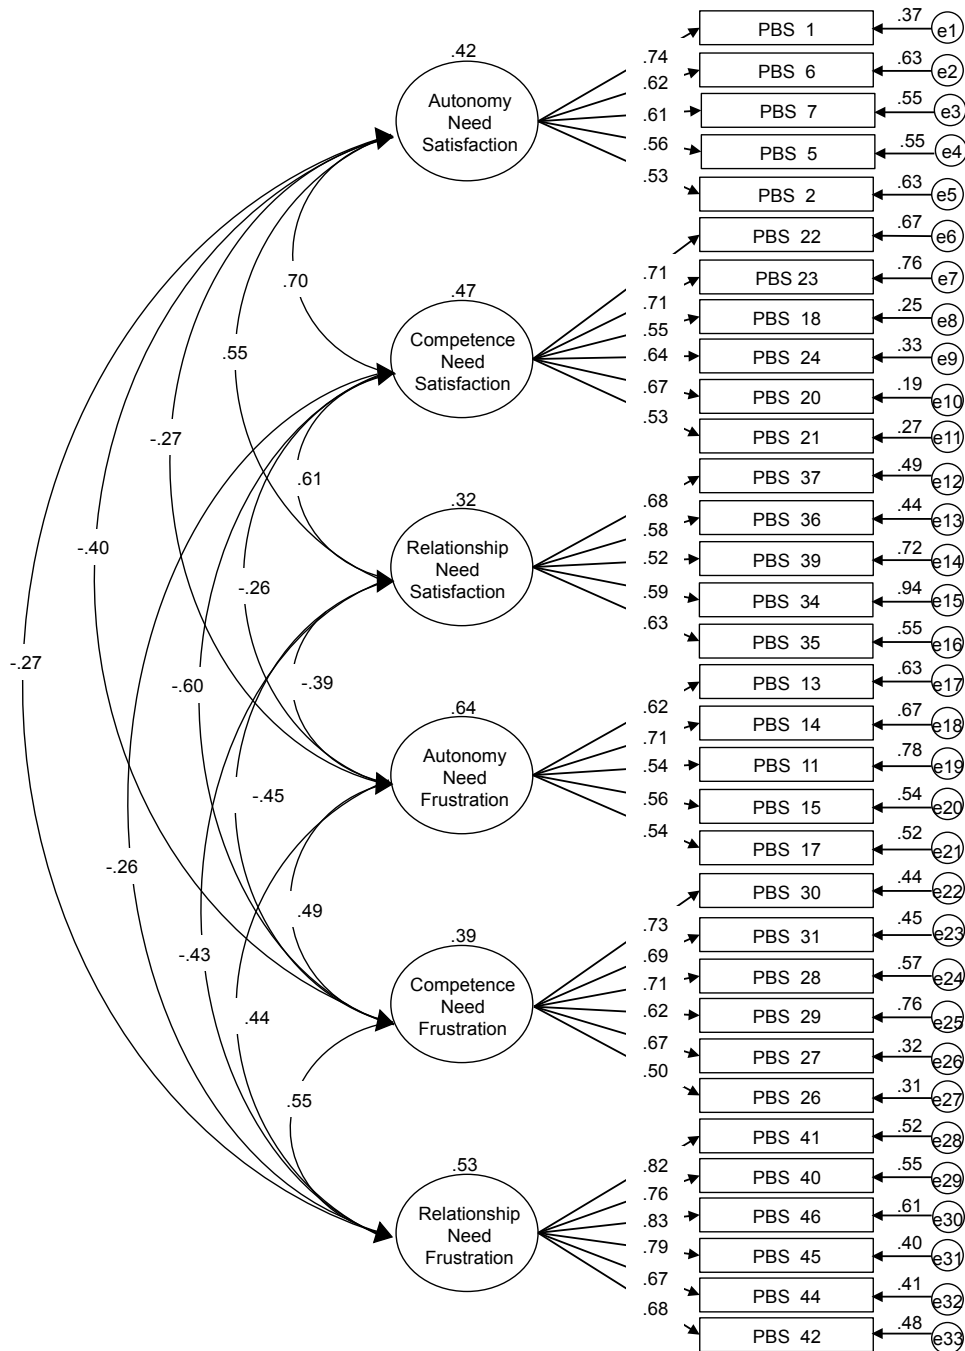 .42
Autonomy
Need
Satisfaction
.74
.62
.61
.56
.53
PBS 1
.37
e1
PBS 6
.63
e2
PBS 7
.55
e3
PBS 5
.55
e4
PBS 2
.63
e5
.70
.55
-.27
-.40
-.27
.47
Competence
Need
Satisfaction
.71
.71
.55
.64
.67
.53
PBS 22
.67
e6
PBS 23
.76
e7
PBS 18
.25
e8
PBS 24
.33
e9
PBS 20
.19
e10
PBS 21
.27
e11
.61
-.26
-.60
-.26
.32
Relationship
Need
Satisfaction
.68
.58
.52
.59
.63
PBS 37
.49
e12
PBS 36
.44
e13
PBS 39
.72
e14
PBS 34
.94
e15
PBS 35
.55
e16
-.39
-.45
-.43
.64
Autonomy
Need
Frustration
.62
.71
.54
.56
.54
PBS 13
.63
e17
PBS 14
.67
e18
PBS 11
.78
e19
PBS 15
.54
e20
PBS 17
.52
e21
.49
.44
.39
Competence
Need
Frustration
.73
.69
.71
.62
.67
.50
PBS 30
.44
e22
PBS 31
.45
e23
PBS 28
.57
e24
PBS 29
.76
e25
PBS 27
.32
e26
PBS 26
.31
e27
.55
.53
Relationship
Need
Frustration
.82
.76
.83
.79
.67
.68
PBS 41
.52
e28
PBS 40
.55
e29
PBS 46
.61
e30
PBS 45
.40
e31
PBS 44
.41
e32
PBS 42
.48
e33